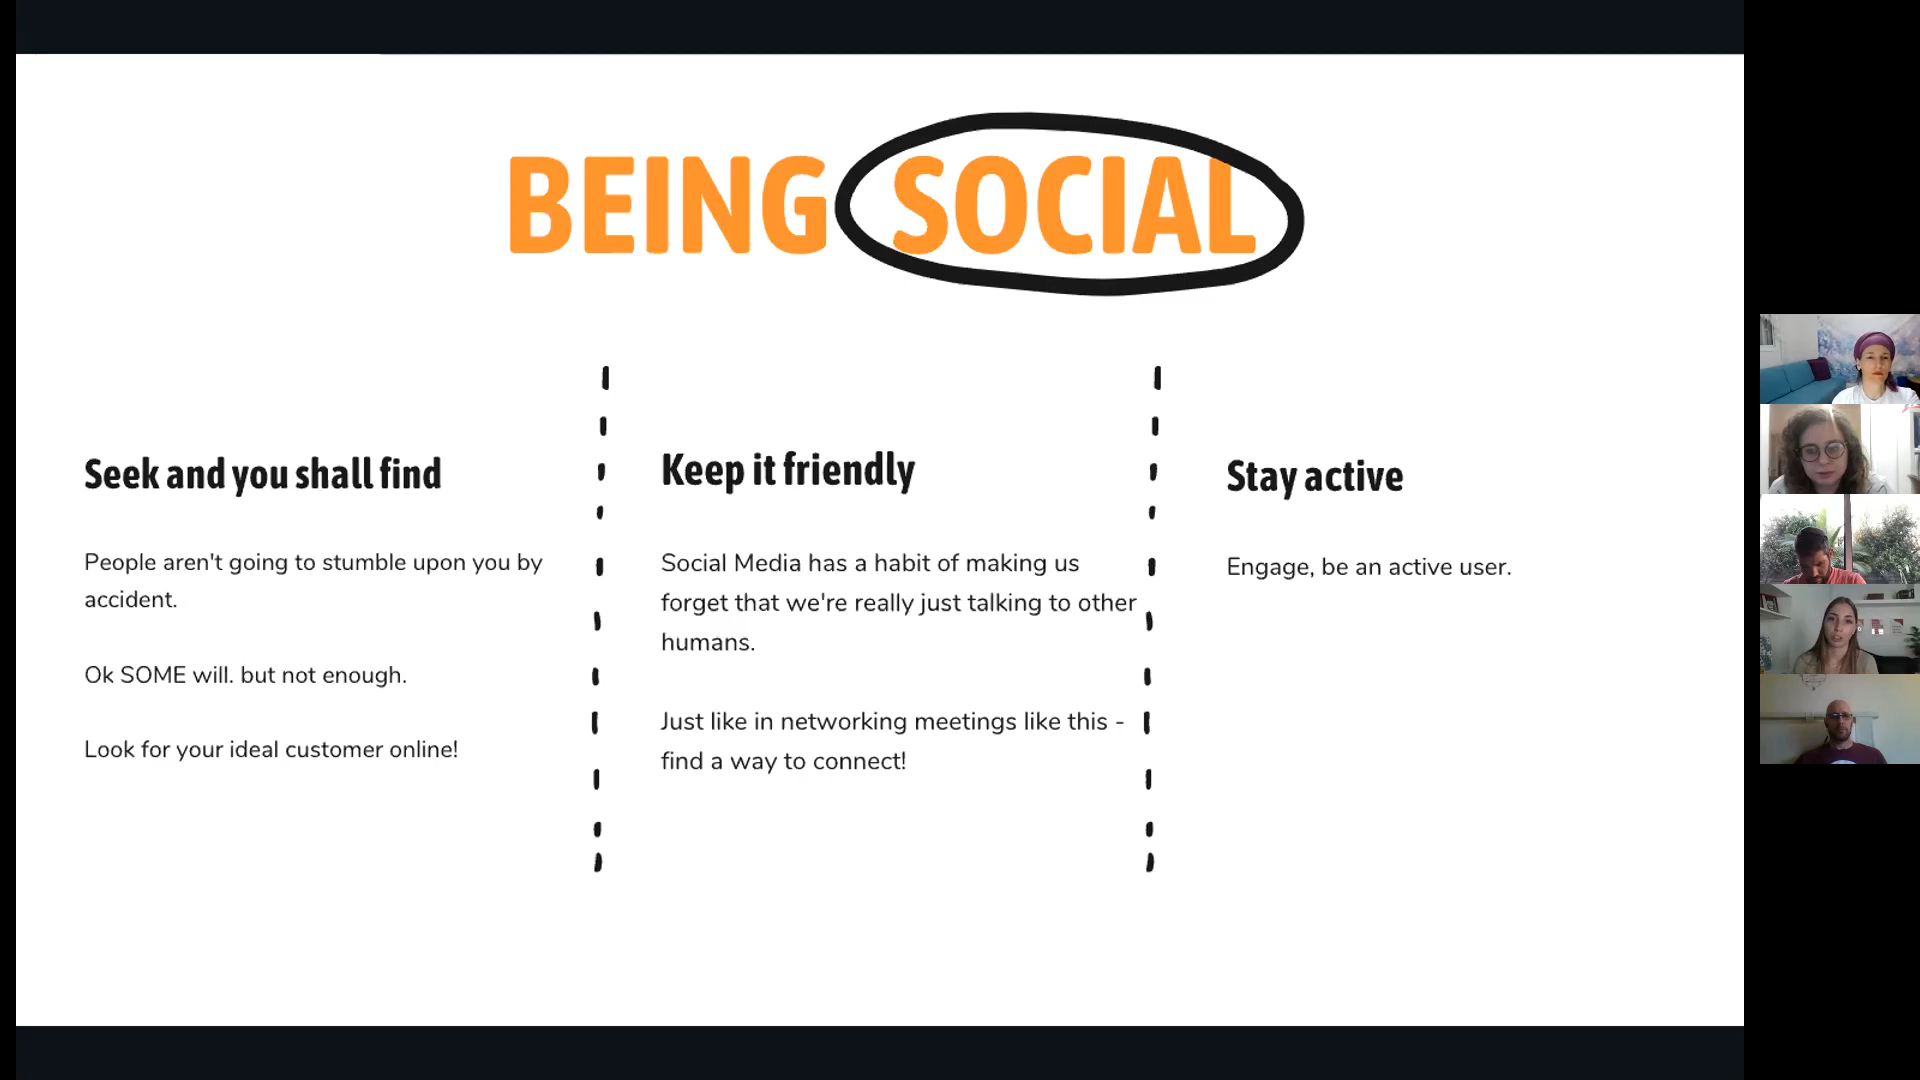 BEING SOCIAL
Seek and you shall find
People aren't going to stumble upon you by
accident.
Ok SOME will. but not enough.
Look for your ideal customer online!
Keep it friendly
Social Media has a habit of making us
forget that we're really just talking to other
humans.
Just like in networking meetings like this -
find a way to connect!
Stay active
Engage, be an active user.